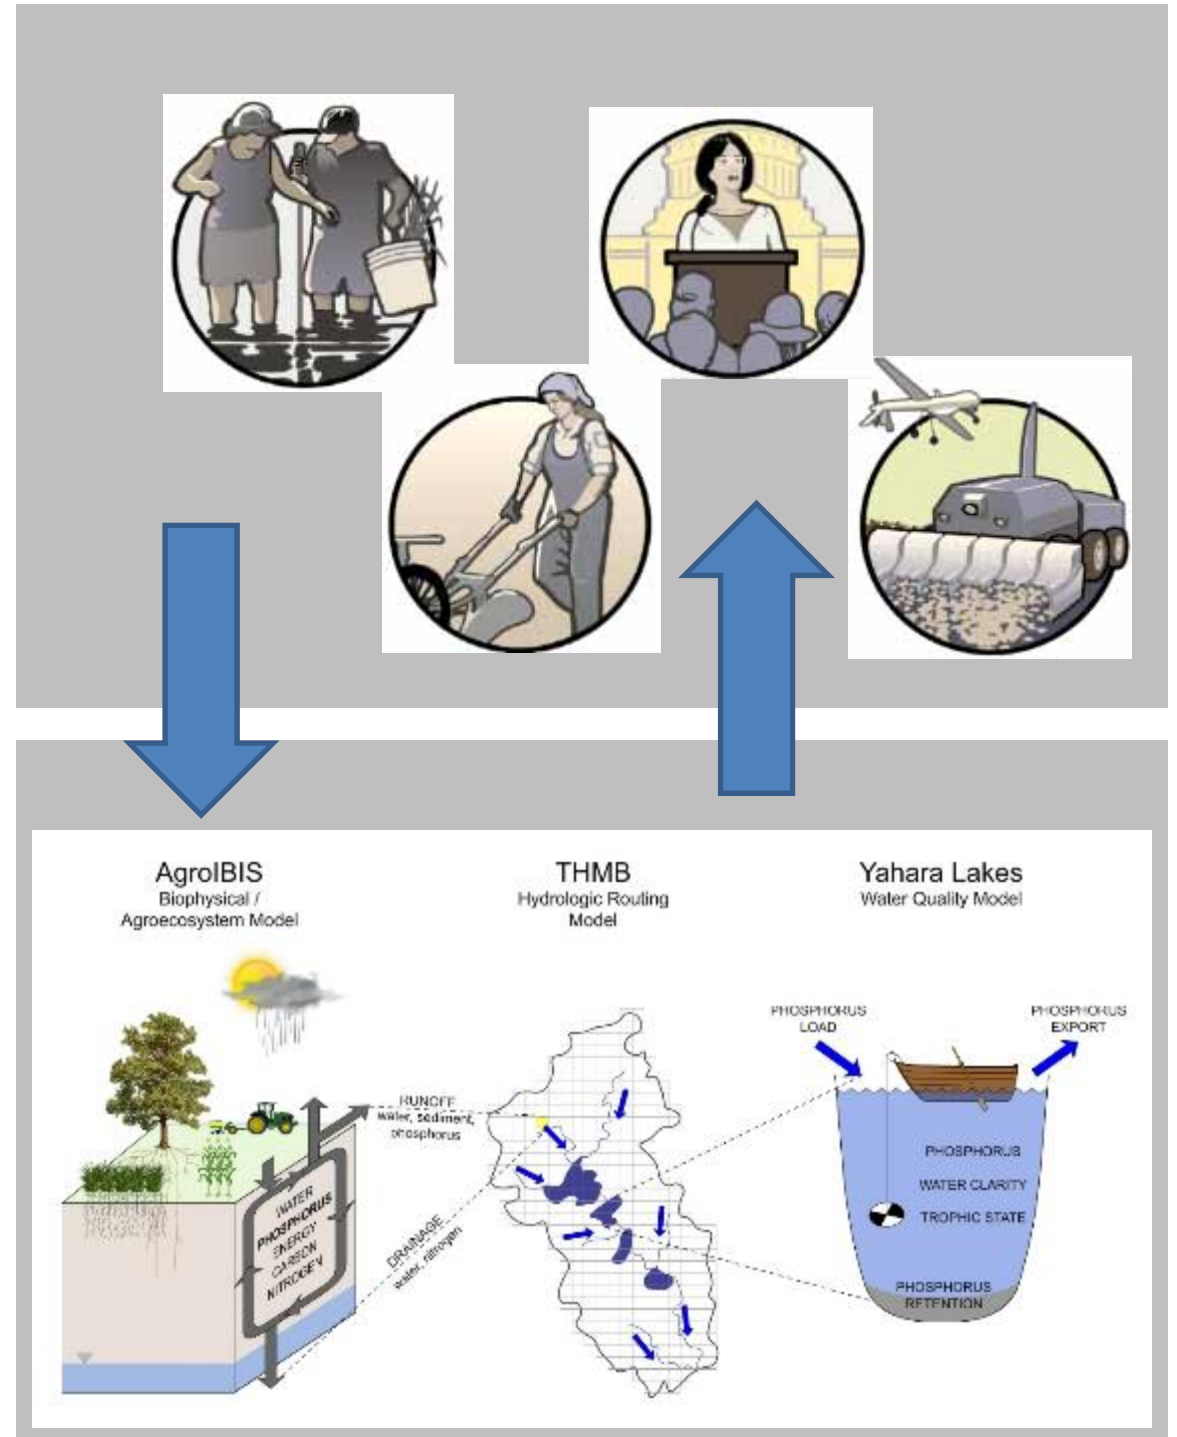 AgroIBIS
Biophysical /
Agroecosystem Model
THMB
Hydrologic Routing
Model
Yahara Lakes
Water Quality Model
RUNOFF
water, sediment,
phosphorus
DRAINAGE
water, nitrogen
WATER
PHOSPHORUS
ENERGY
CARBON
NITROGEN
PHOSPHORUS
LOAD
PHOSPHORUS
EXPORT
PHOSPHORUS
WATER CLARITY
TROPHIC STATE
PHOSPHORUS
RETENTION